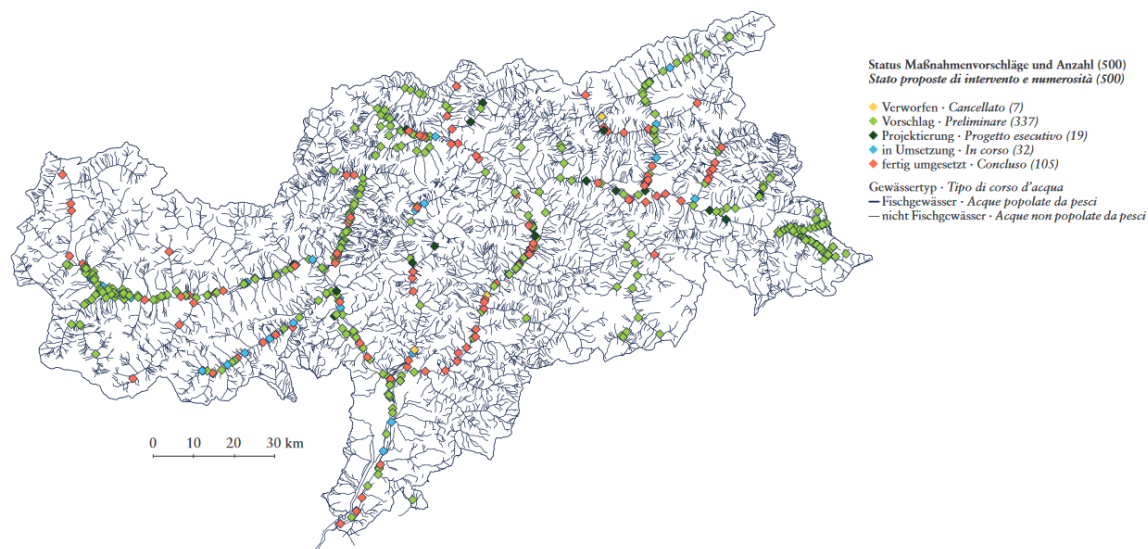 Status Maßnahmenvorschläge und Anzahl (500)
Stato proposte di intervento e numerosità (500)
Verworfen · Cancellato (7)
Vorschlag · Preliminare (337)
Projektierung · Progetto esecutivo (19)
in Umsetzung · In corso (32)
fertig umgesetzt · Concluso (105)
Gewässertyp · Tipo di corso d'acqua
Fischgewässer · Acque popolate da pesci
nicht Fischgewässer · Acque non popolate da pesci
0 10 20 30 km